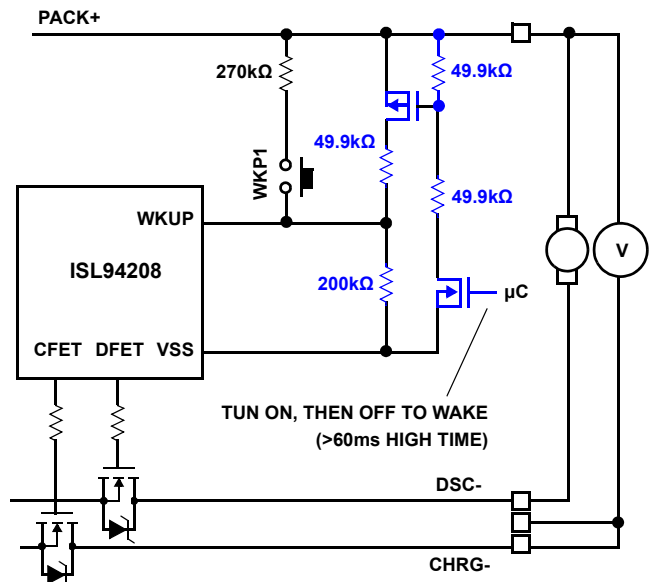 PACK+
270kΩ
49.9kΩ
49.9kΩ
WKP1
49.9kΩ
WKUP
V
ISL94208
200kΩ
µC
CFET DFET VSS
TUN ON, THEN OFF TO WAKE
(>60ms HIGH TIME)
DSC-
CHRG-